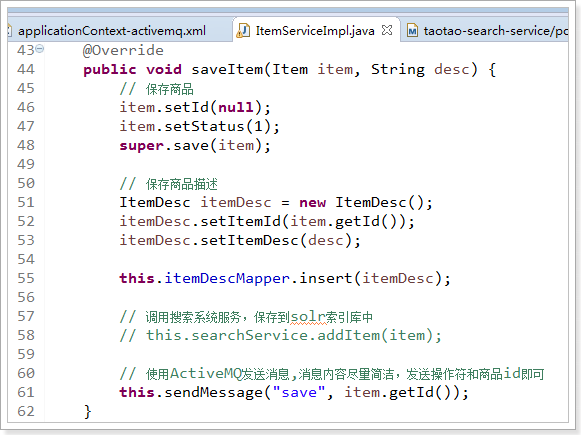 applicationContext-activemq.xml ItemServiceImpl.java taotao-search-service/po
43 @Override
44 public void saveItem(Item item, String desc) {
45 // 保存商品
46 item.setId(null);
47 item.setStatus(1);
48 super.save(item);
49
50 // 保存商品描述
51 ItemDesc itemDesc = new ItemDesc();
52 itemDesc.setItemId(item.getId());
53 itemDesc.setItemDesc(desc);
54
55 this.itemDescMapper.insert(itemDesc);
56
57 // 调用搜索系统服务，保存到solr索引库中
58 // this.searchService.addItem(item);
59
60 // 使用ActiveMQ发送消息,消息内容尽量简洁，发送操作符和商品id即可
61 this.sendMessage("save", item.getId());
62 }